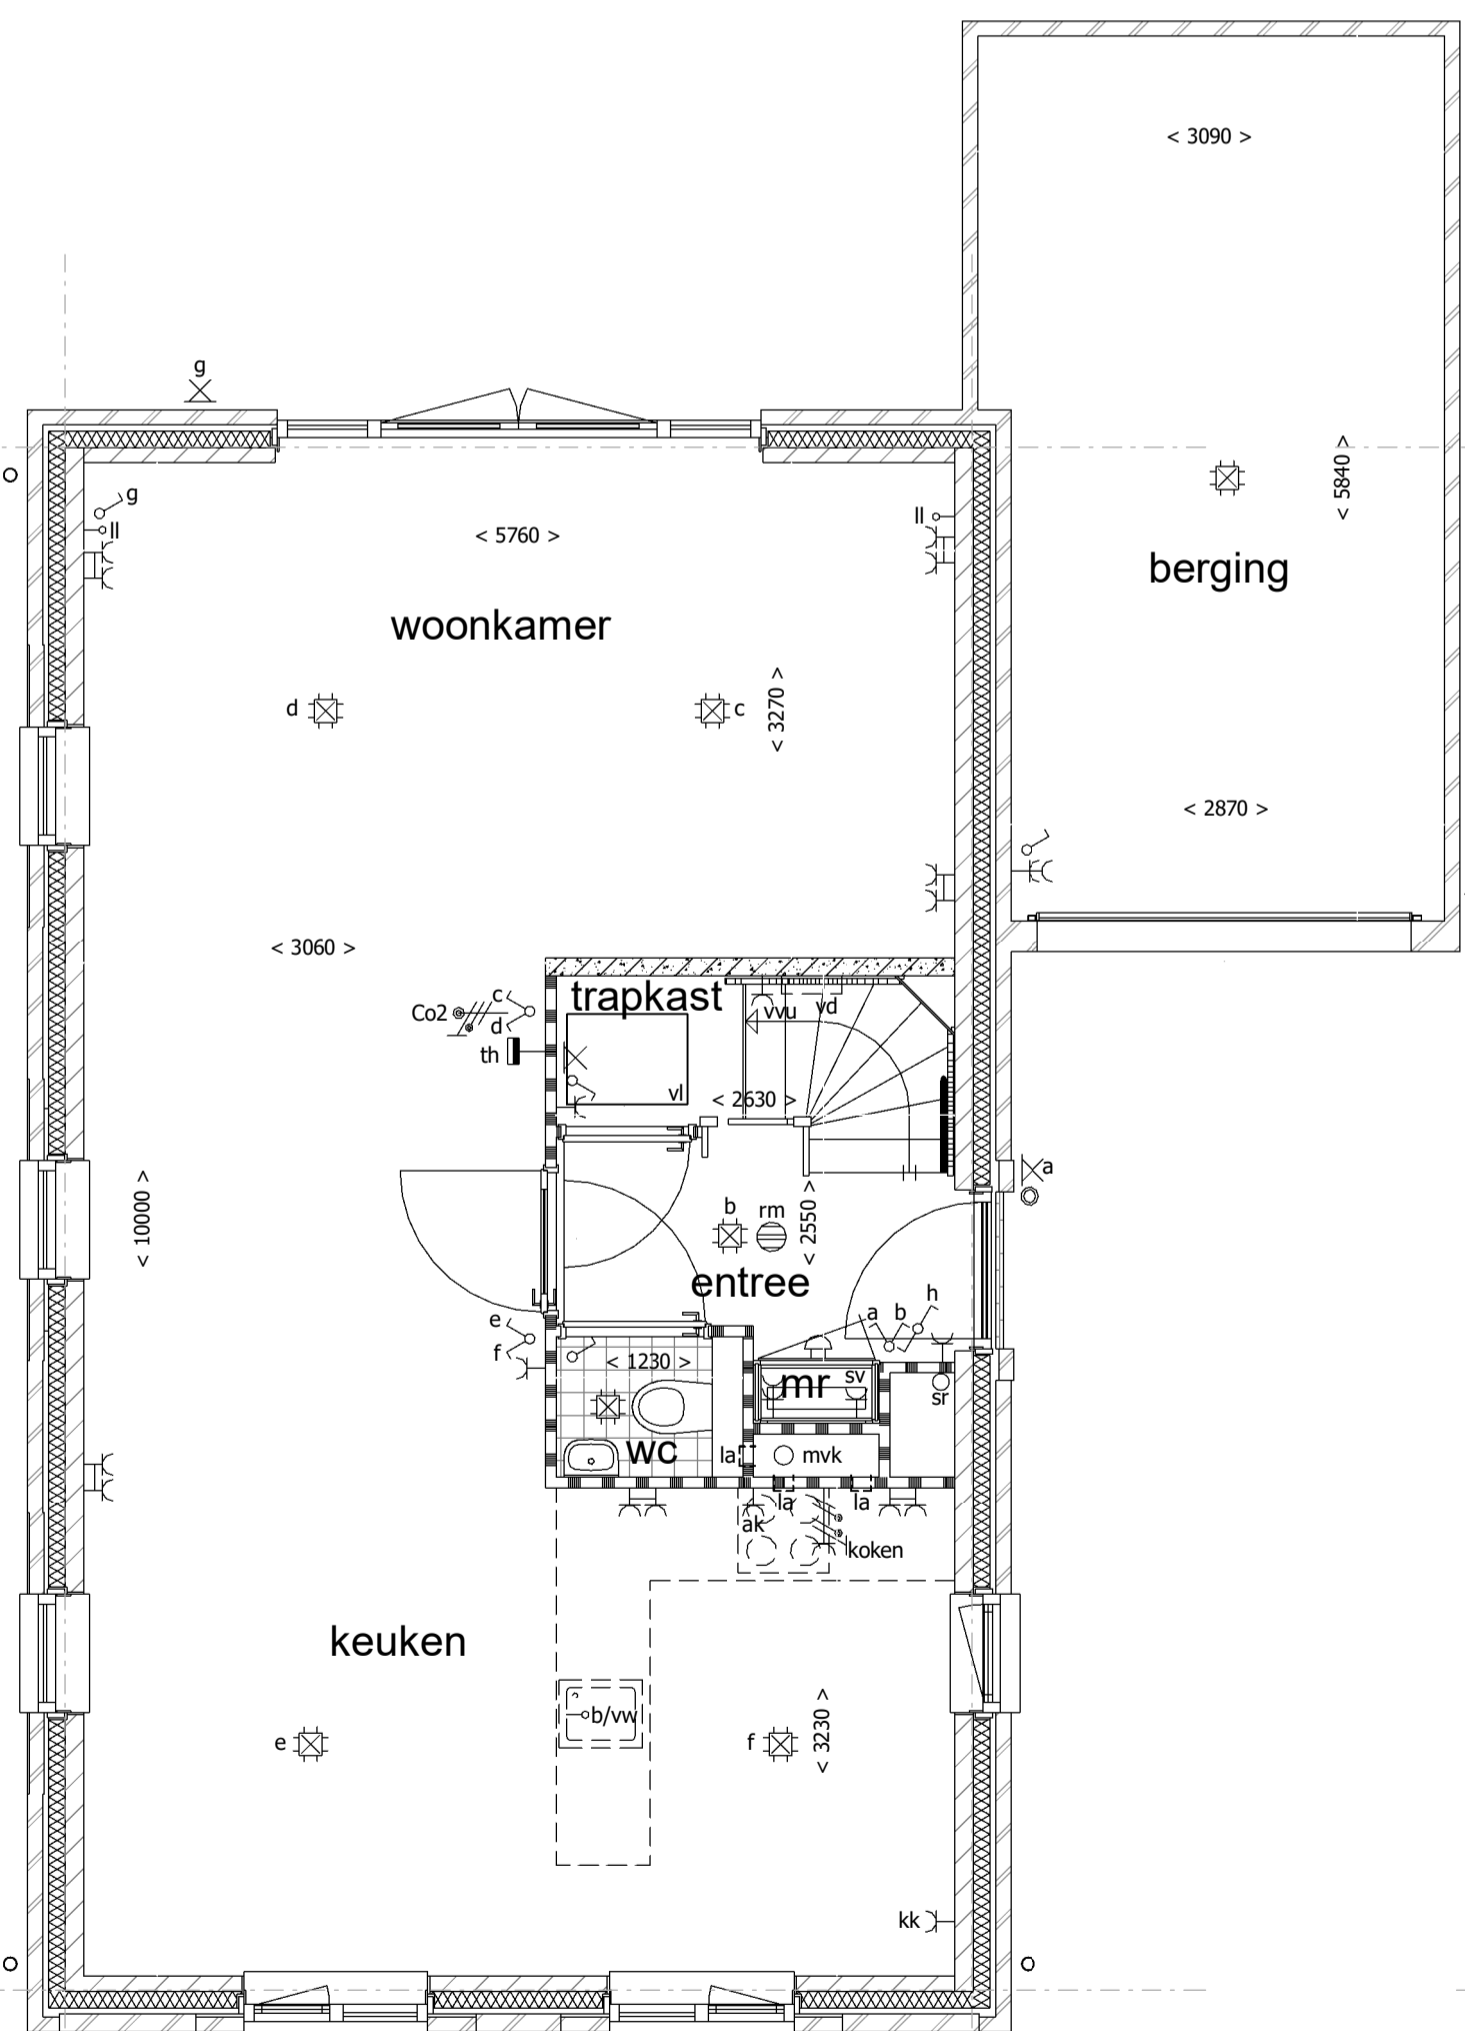 < 3090 >
g
< 5840 >
g
ll
ll
< 5760 >
berging
woonkamer
d
c
< 3270 >
< 2870 >
< 3060 >
trapkast
c
Co2
d
vvu
vd
th
vl
< 2630 >
a
< 10000 >
b
rm
< 2550 >
entree
h
a
b
e
f
< 1230 >
mr
sv
sr
wc
la
mvk
la
la
ak
koken
keuken
b/vw
e
f
< 3230 >
kk